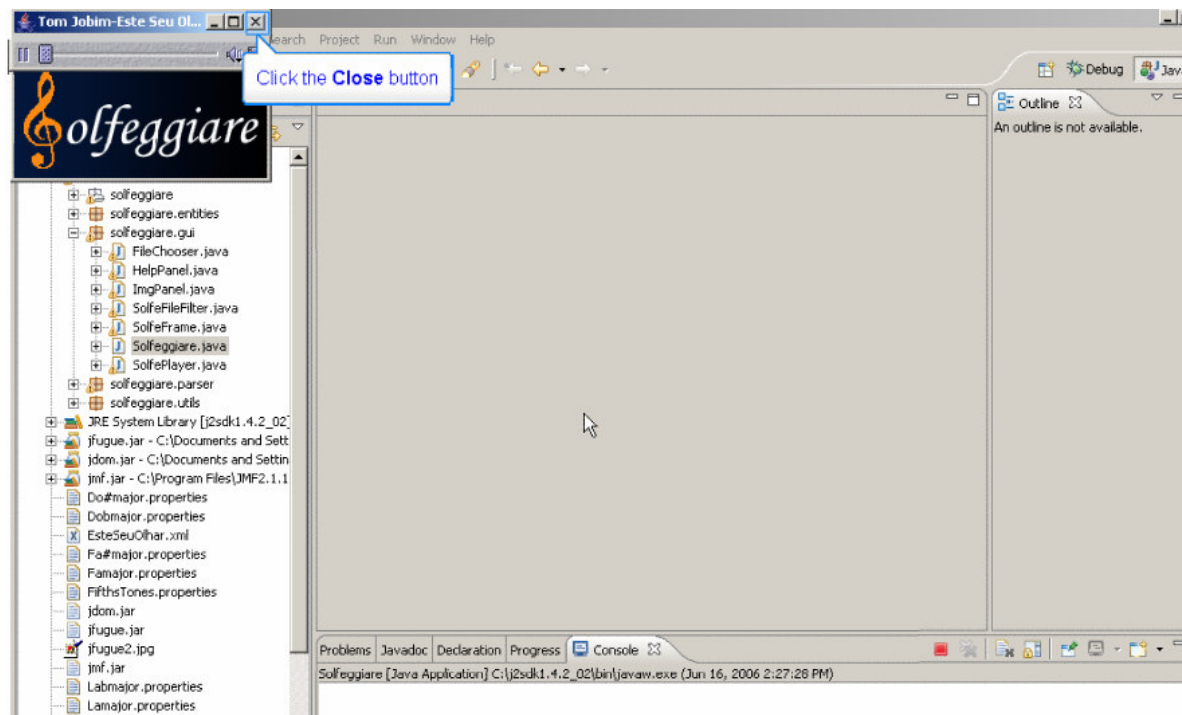 Tom Jobim-Este Seu Ol...
earch Project Run Window Help
Click the Close button
Debug
Jav
olfeggiare
Outline
An outline is not available.
solfeggiare
solfeggiare.entities
solfeggiare.gui
FileChooser.java
HelpPanel.java
ImgPanel.java
SolfeFileFilter.java
SolfeFrame.java
Solfeggiare.java
SolfePlayer.java
solfeggiare.parser
solfeggiare.utils
JRE System Library [j2sdk1.4.2_02]
jfugue.jar - C:\Documents and Sett
jdom.jar - C:\Documents and Settin
jmf.jar - C:\Program Files\JMF2.1.1
Do#major.properties
Dobmajor.properties
EsteSeuOlhar.xml
Fa#major.properties
Famajor.properties
FifthsTones.properties
jdom.jar
jfugue.jar
jfugue2.jpg
jmf.jar
Labmajor.properties
Lamajor.properties
Problems Javadoc Declaration Progress Console
Solfeggiare [Java Application] C:\j2sdk1.4.2_02\bin\javaw.exe (Jun 16, 2006 2:27:28 PM)